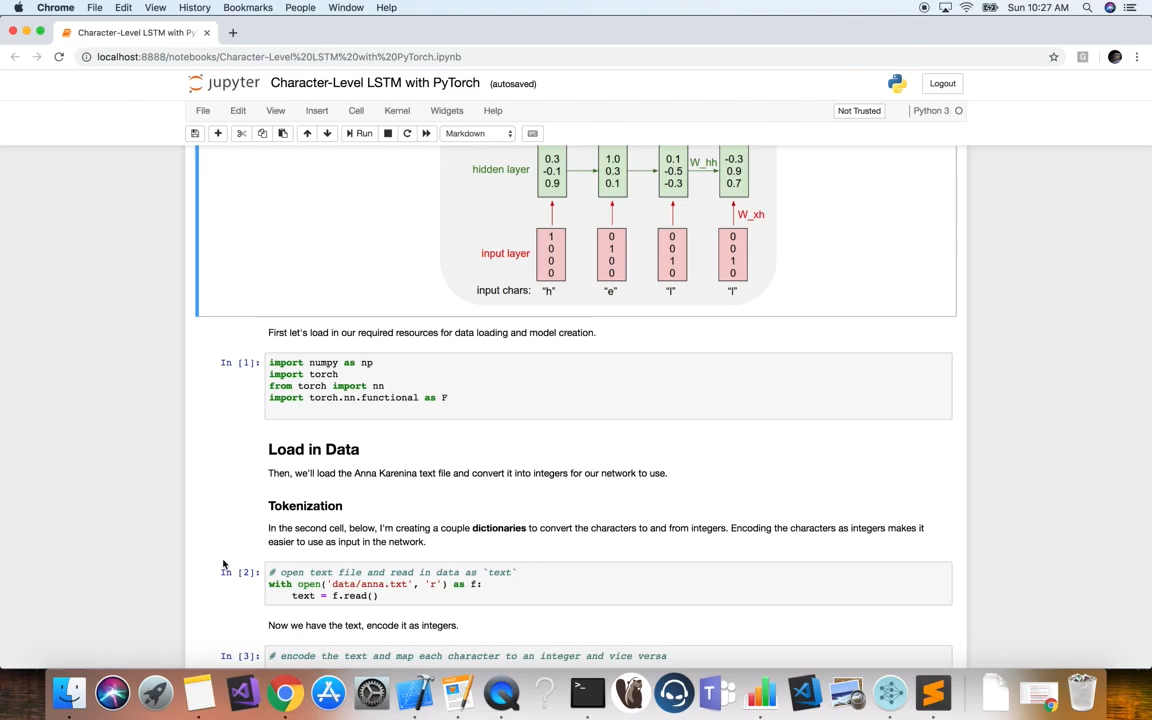 Chrome File Edit View History Bookmarks People Window Help Sun 10:27 AM
Character-Level LSTM with Py
localhost:8888/notebooks/Character-Level%20LSTM%20with%20PyTorch.ipynb
jupyter Character-Level LSTM with PyTorch (autosaved) Logout
File Edit View Insert Cell Kernel Widgets Help Not Trusted Python 3
Run Markdown
hidden layer
0.3 1.0 0.1 W_hh -0.3
-0.1 0.3 -0.5 0.9
0.9 0.1 -0.3 0.7
W_xh
input layer
1 0 0 0
0 1 0 0
0 0 1 1
0 0 0 0
input chars: "h" "e" "l" "l"
First let's load in our required resources for data loading and model creation.
In [1]: import numpy as np
import torch
from torch import nn
import torch.nn.functional as F
Load in Data
Then, we'll load the Anna Karenina text file and convert it into integers for our network to use.
Tokenization
In the second cell, below, I'm creating a couple dictionaries to convert the characters to and from integers. Encoding the characters as integers makes it
easier to use as input in the network.
In [2]: # open text file and read in data as `text`
with open('data/anna.txt', 'r') as f:
text = f.read()
Now we have the text, encode it as integers.
In [3]: # encode the text and map each character to an integer and vice versa